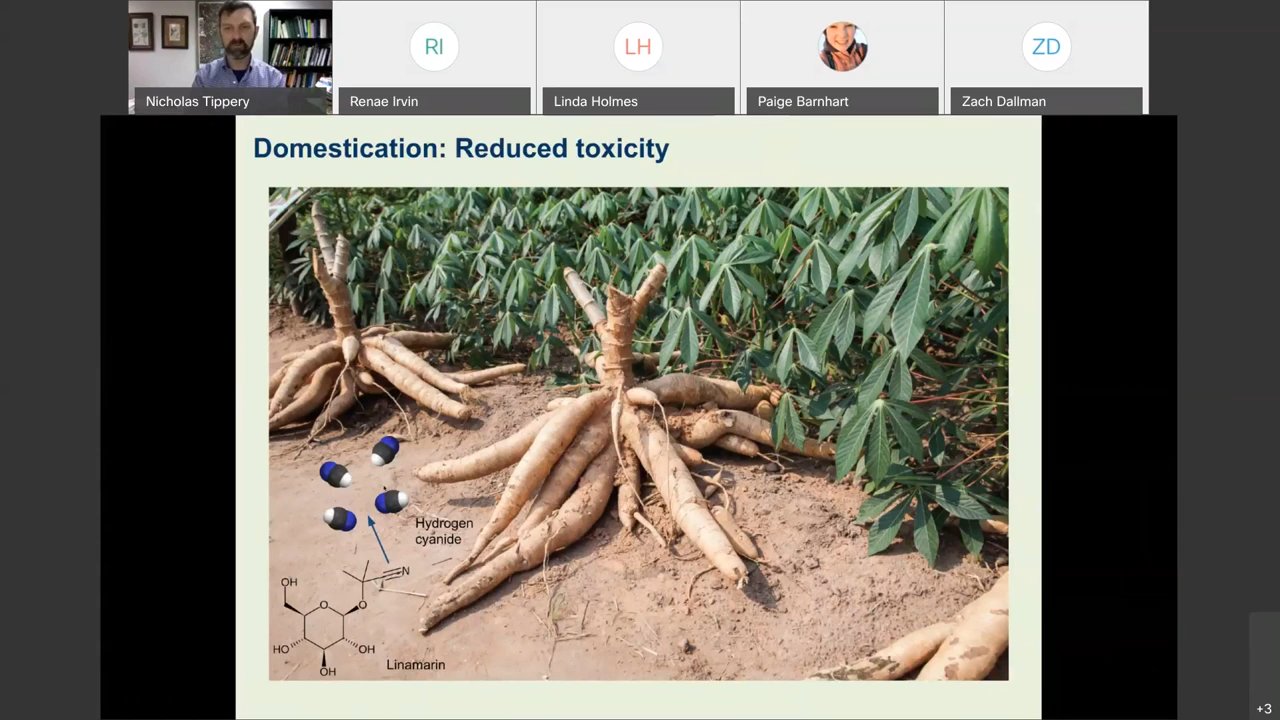 RI
LH
ZD
Nicholas Tippery
Renae Irvin
Linda Holmes
Paige Barnhart
Zach Dallman
Domestication: Reduced toxicity
Hydrogen
cyanide
N
OH
O
O
HO
OH
OH
Linamarin
+3